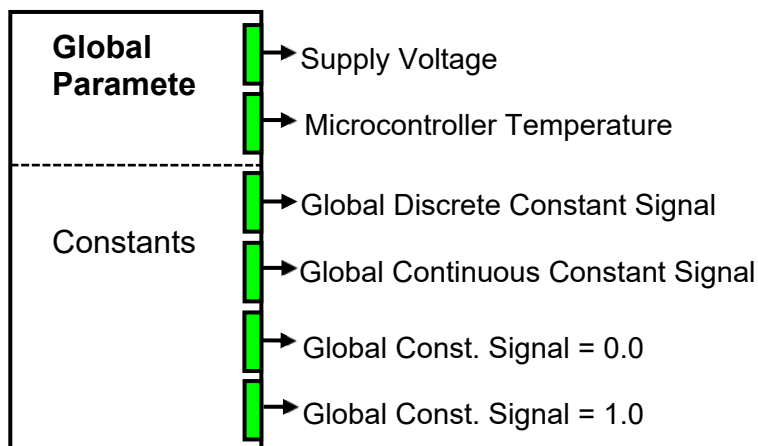 Global
Paramete
Supply Voltage
Microcontroller Temperature
Constants
Global Discrete Constant Signal
Global Continuous Constant Signal
Global Const. Signal = 0.0
Global Const. Signal = 1.0